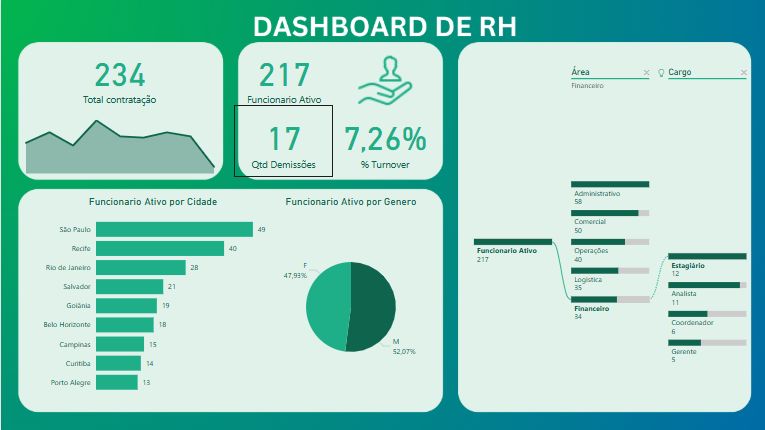 DASHBOARD DE RH
234
Total contratação
217
Funcionario Ativo
17
Qtd Demissões
7,26%
% Turnover
Funcionario Ativo por Cidade
São Paulo 49
Recife 40
Rio de Janeiro 28
Salvador 21
Goiânia 19
Belo Horizonte 18
Campinas 15
Curitiba 14
Porto Alegre 13
Funcionario Ativo por Genero
F
47,93%
M
52,07%
Área
Financeiro
Cargo
Funcionario Ativo
217
Administrativo
58
Comercial
50
Operações
40
Logística
35
Financeiro
34
Estagiário
12
Analista
11
Coordenador
6
Gerente
5